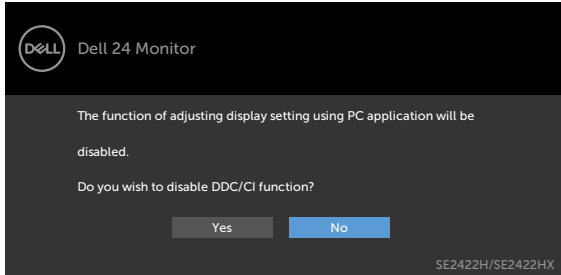 DELL
Dell 24 Monitor
The function of adjusting display setting using PC application will be
disabled.
Do you wish to disable DDC/CI function?
Yes No
SE2422H/SE2422HX